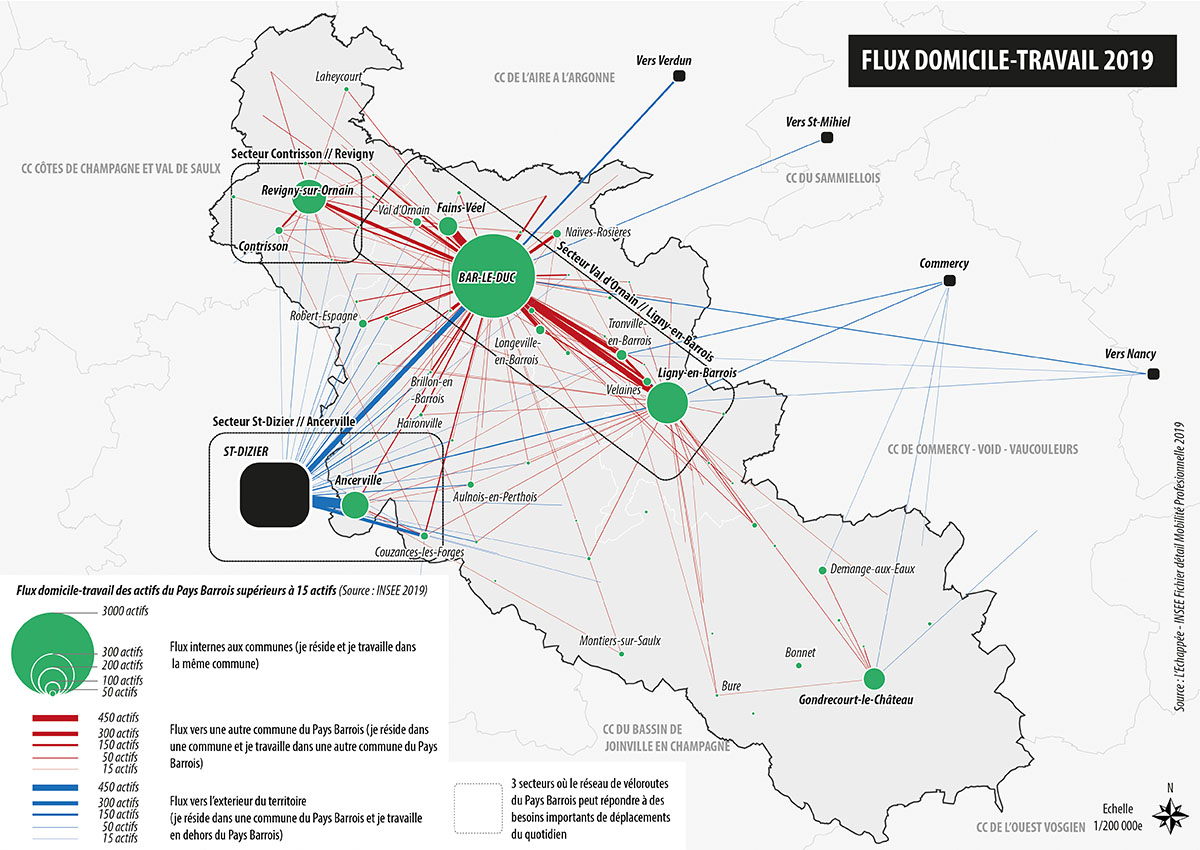 FLUX DOMICILE-TRAVAIL 2019
Vers Verdun
CC DE L'AIRE A L'ARGONNE
Laheycourt
Vers St-Mihiel
Secteur Contrisson // Revigny
CC CÔTES DE CHAMPAGNE ET VAL DE SAULX
CC DU SAMMIELLOIS
Revigny-sur-Ornain
Val d'Ornain
Fains-Véel
Contrisson
Naives-Rosières
Secteur Val d'Ornain // Ligny-en-Barrois
Commercy
BAR-LE-DUC
Robert-Espagne
Tronville-
en-Barrois
Longeville-
en-Barrois
Vers Nancy
Ligny-en-Barrois
Velaines
Brillon-en
-Barrois
Haironville
Secteur St-Dizier // Ancerville
ST-DIZIER
CC DE COMMERCY - VOID - VAUCOULEURS
Ancerville
Aulnois-en-Perthois
Couzances-les-Forges
Demange-aux-Eaux
Montiers-sur-Saulx
Bonnet
Bure
Gondrecourt-le-Château
CC DU BASSIN DE
JOINVILLE EN CHAMPAGNE
CC DE L'OUEST VOSGIEN
Source : L'Echappée - INSEE Fichier détail Mobilité Profesionnelle 2019
Flux domicile-travail des actifs du Pays Barrois supérieurs à 15 actifs (Source : INSEE 2019)
3000 actifs
300 actifs
200 actifs
100 actifs
50 actifs
Flux internes aux communes (je réside et je travaille dans
la même commune)
450 actifs
300 actifs
150 actifs
50 actifs
15 actifs
Flux vers une autre commune du Pays Barrois (je réside dans
une commune et je travaille dans une autre commune du Pays
Barrois)
450 actifs
300 actifs
150 actifs
50 actifs
15 actifs
Flux vers l'exterieur du territoire
(je réside dans une commune du Pays Barrois et je travaille
en dehors du Pays Barrois)
3 secteurs où le réseau de véloroutes
du Pays Barrois peut répondre à des
besoins importants de déplacements
du quotidien
Echelle
1/200 000e
N